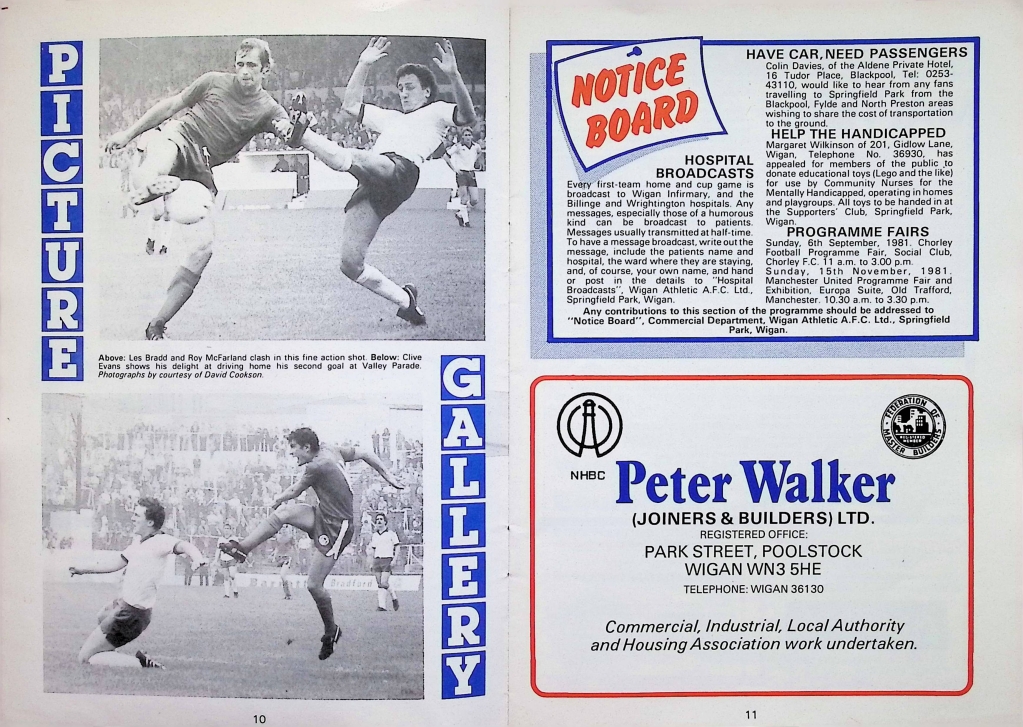 PICTURE
Above: Les Bradd and Roy McFarland clash in this fine action shot. Below: Clive
Evans shows his delight at driving home his second goal at Valley Parade.
Photographs by courtesy of David Cookson.
GALLERY
10
NOTICE
BOARD
HOSPITAL
BROADCASTS
Every first-team home and cup game is
broadcast to Wigan Infirmary, and the
Billinge and Wrightington hospitals. Any
messages, especially those of a humorous
kind can be broadcast to patients.
Messages usually transmitted at half-time.
To have a message broadcast, write out the
message, include the patients name and
hospital, the ward where they are staying,
and, of course, your own name, and hand
or post in the details to "Hospital
Broadcasts", Wigan Athletic A.F.C. Ltd.,
Springfield Park, Wigan.
HAVE CAR, NEED PASSENGERS
Colin Davies, of the Aldene Private Hotel,
16 Tudor Place, Blackpool, Tel: 0253-
43110, would like to hear from any fans
travelling to Springfield Park from the
Blackpool, Fylde and North Preston areas
wishing to share the cost of transportation
to the ground.
HELP THE HANDICAPPED
Margaret Wilkinson of 201, Gidlow Lane,
Wigan, Telephone No. 36930, has
appealed for members of the public to
donate educational toys (Lego and the like)
for use by Community Nurses for the
Mentally Handicapped, operating in homes
and playgroups. All toys to be handed in at
the Supporters' Club, Springfield Park,
Wigan.
PROGRAMME FAIRS
Sunday, 6th September, 1981. Chorley
Football Programme Fair, Social Club,
Chorley F.C. 11 a.m. to 3.00 p.m.
Sunday, 15th November, 1981.
Manchester United Programme Fair and
Exhibition, Europa Suite, Old Trafford,
Manchester. 10.30 a.m. to 3.30 p.m.
Any contributions to this section of the programme should be addressed to
"Notice Board", Commercial Department, Wigan Athletic A.F.C. Ltd., Springfield
Park, Wigan.
NHBC
FEDERATION OF
MASTER BUILDERS
REGISTERED
MEMBER
Peter Walker
(JOINERS & BUILDERS) LTD.
REGISTERED OFFICE:
PARK STREET, POOLSTOCK
WIGAN WN3 5HE
TELEPHONE: WIGAN 36130
Commercial, Industrial, Local Authority
and Housing Association work undertaken.
11